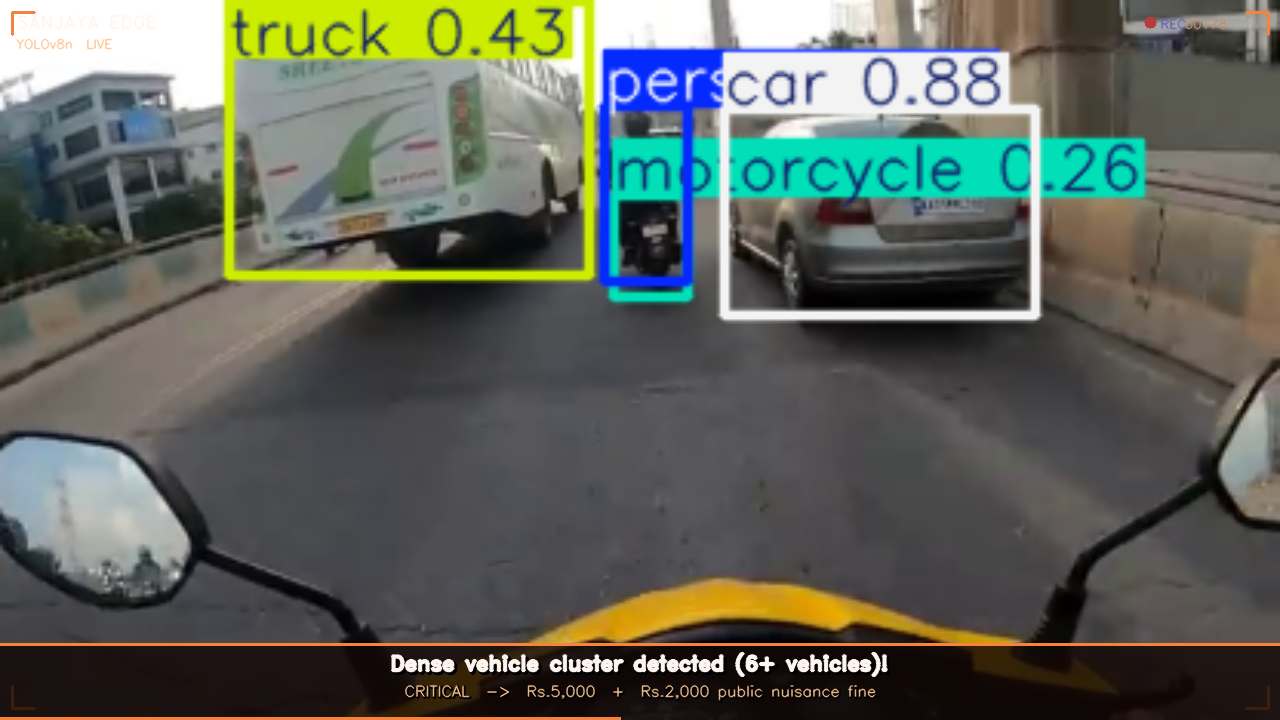 SANJAYA EDGE
YOLOv8n LIVE
REC
truck 0.43
pers
car 0.88
motorcycle 0.26
Dense vehicle cluster detected (6+ vehicles)!
CRITICAL -> Rs.5,000 + Rs.2,000 public nuisance fine